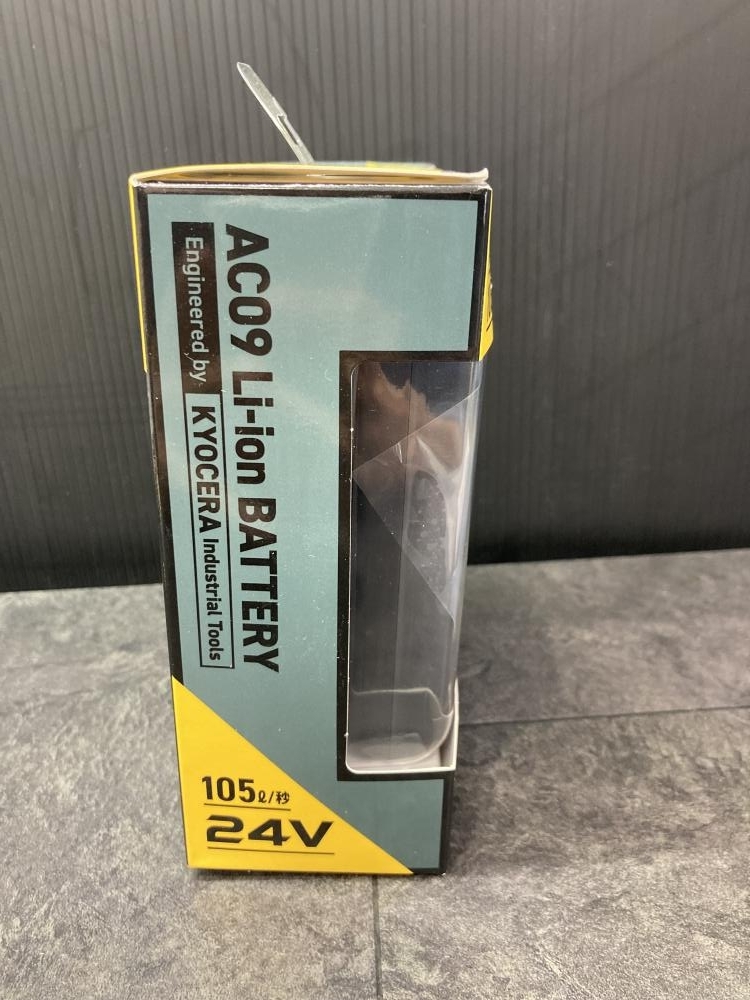 AC09 Li-ion BATTERY
Engineered by KYOCERA Industrial Tools
105ℓ/秒
24V